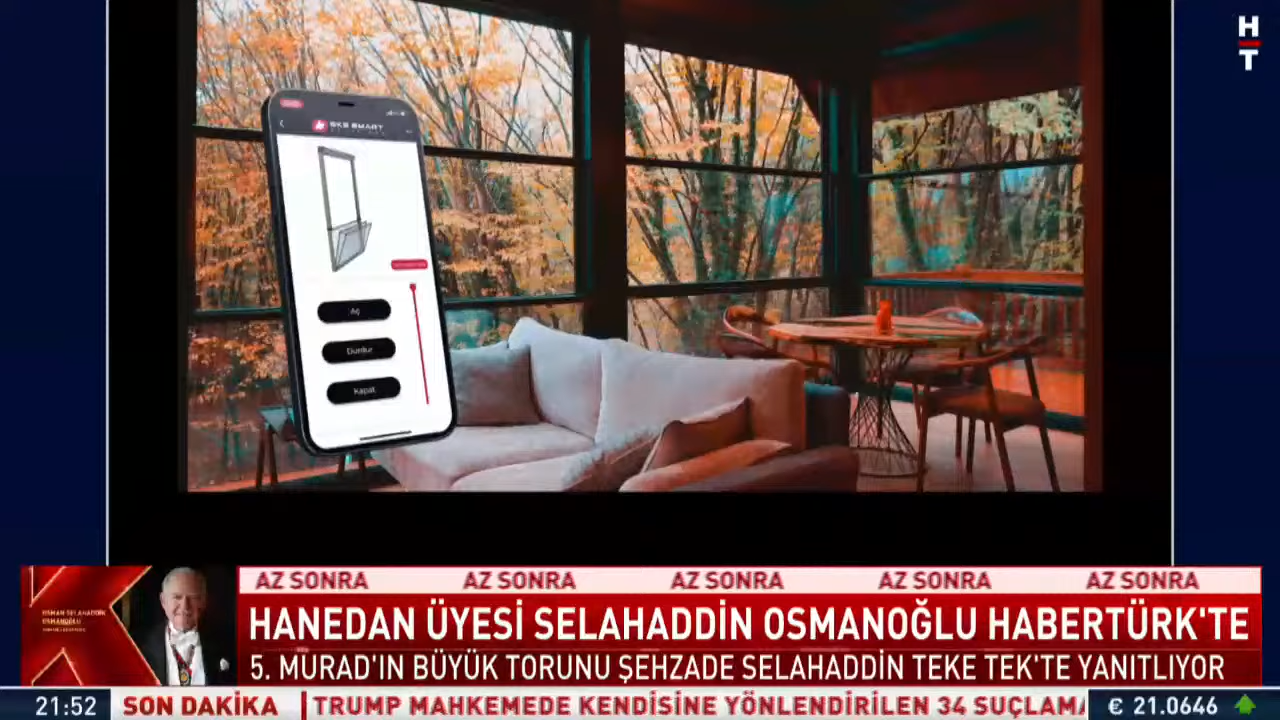 H
T
SKS SMART
Aç
Durdur
Kapat
AZ SONRA AZ SONRA AZ SONRA AZ SONRA AZ SONRA
OSMAN SELAHADDİN
OSMANOĞLU
HANEDAN ÜYESİ SELAHADDİN OSMANOĞLU HABERTÜRK'TE
5. MURAD'IN BÜYÜK TORUNU ŞEHZADE SELAHADDİN TEKE TEK'TE YANITLIYOR
21:52 SON DAKİKA TRUMP MAHKEMEDE KENDİSİNE YÖNLENDİRİLEN 34 SUÇLAMA € 21.0646